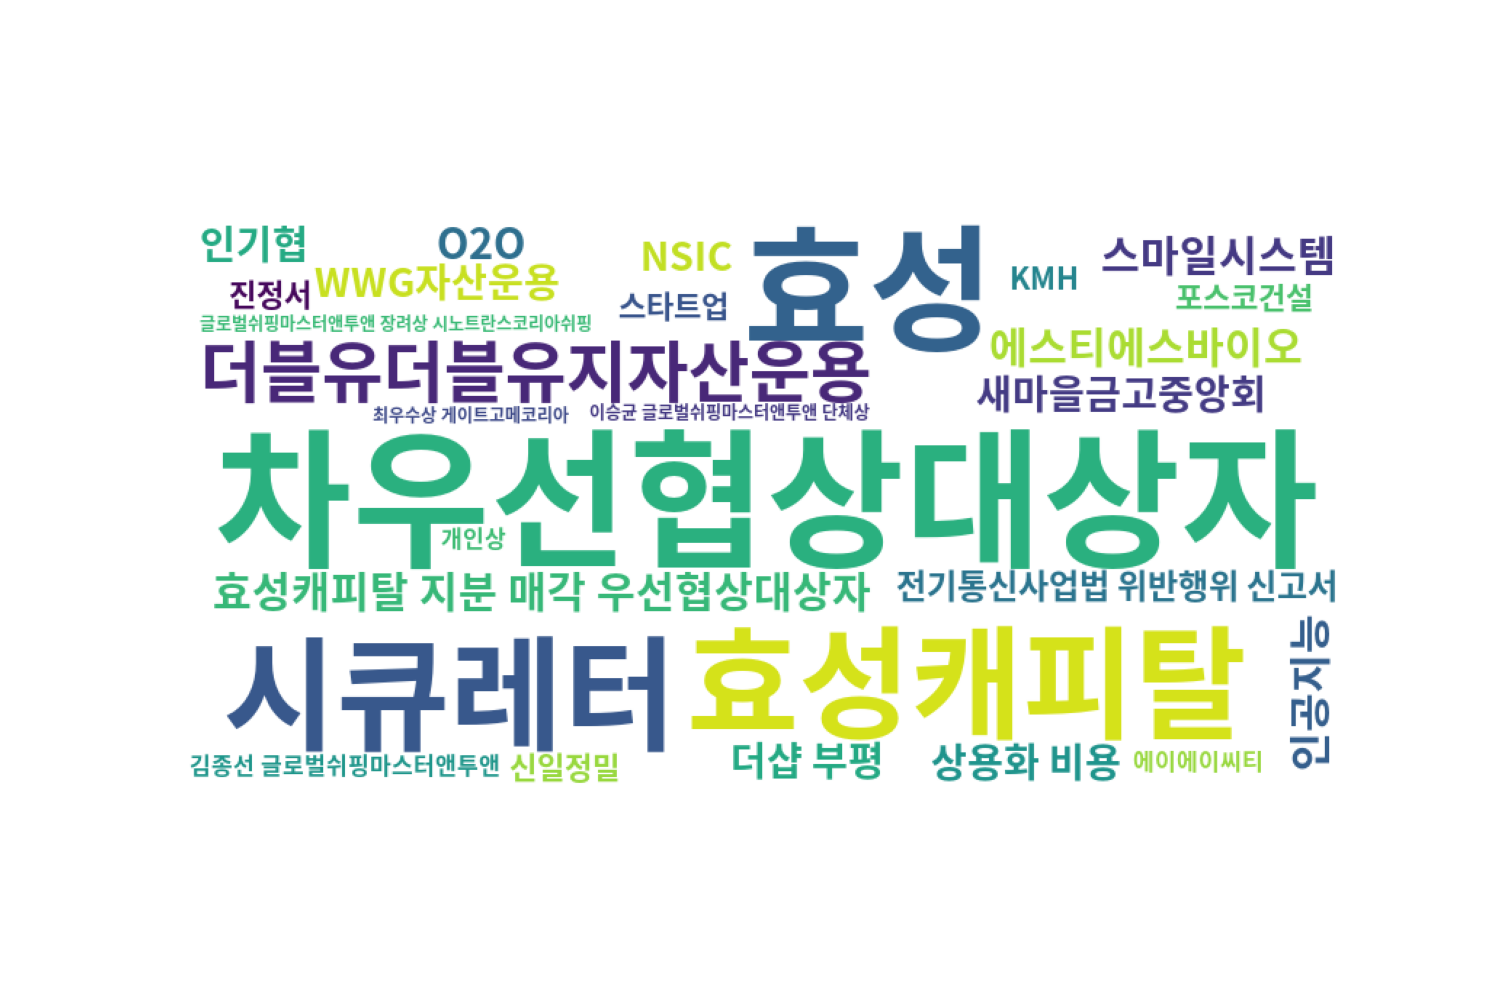 인기협
O2O
NSIC
효성
스마일시스템
KMH
진정서
WWG자산운용
스타트업
포스코건설
글로벌쉬핑마스터앤투앤 장려상 시노트란스코리아쉬핑
더블유더블유지자산운용
에스티에스바이오
새마을금고중앙회
최우수상 게이트고메코리아
이승균 글로벌쉬핑마스터앤투앤 단체상
차우선협상대상자
개인상
효성캐피탈 지분 매각 우선협상대상자
전기통신사업법 위반행위 신고서
시큐레터
효성캐피탈
인공지능
김종선 글로벌쉬핑마스터앤투앤
신일정밀
더샵 부평
상용화 비용
에이에이씨티